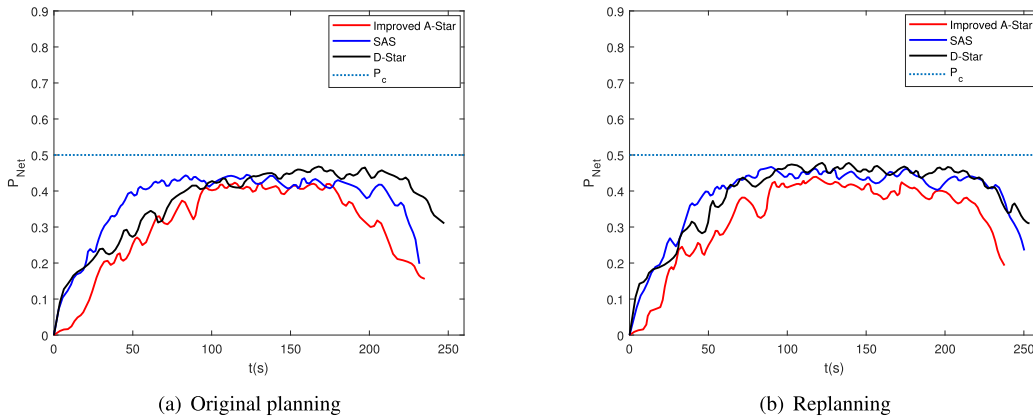 0.9
0.8
0.7
0.6
0.5
0.4
0.3
0.2
0.1
0
P_Net
Improved A-Star
SAS
D-Star
P_c
0 50 100 150 200 250
t(s)
(a) Original planning
0.9
0.8
0.7
0.6
0.5
0.4
0.3
0.2
0.1
0
P_Net
Improved A-Star
SAS
D-Star
P_c
0 50 100 150 200 250
t(s)
(b) Replanning